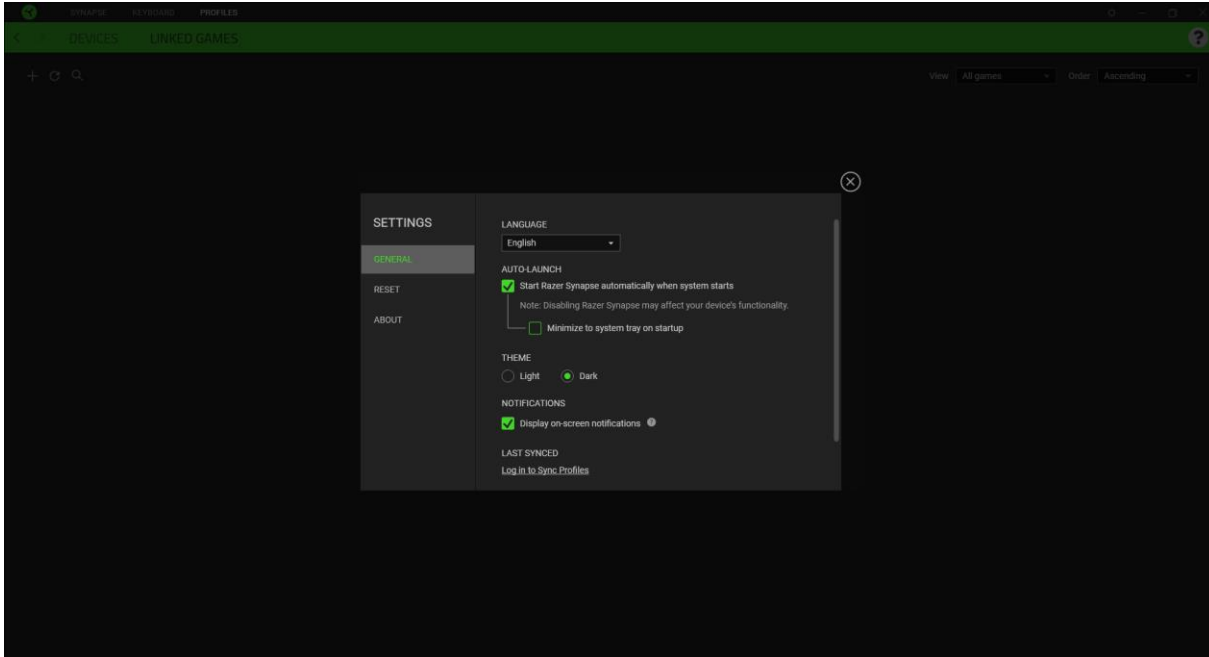 SYNAPSE KEYBOARD PROFILES
DEVICES LINKED GAMES
View All games Order Ascending
SETTINGS
GENERAL
RESET
ABOUT
LANGUAGE
English
AUTO-LAUNCH
Start Razer Synapse automatically when system starts
Note: Disabling Razer Synapse may affect your device's functionality.
Minimize to system tray on startup
THEME
Light Dark
NOTIFICATIONS
Display on-screen notifications
LAST SYNCED
Log in to Sync Profiles